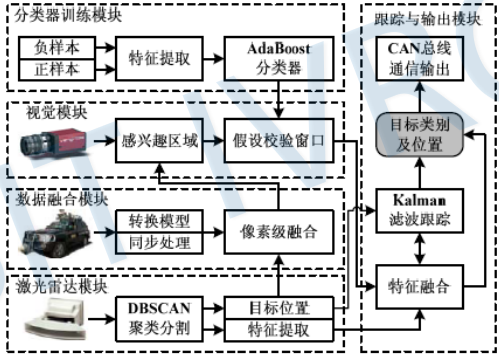 分类器训练模块
负样本
正样本
特征提取
AdaBoost
分类器
视觉模块
感兴趣区域
假设校验窗口
数据融合模块
转换模型
同步处理
像素级融合
激光雷达模块
DBSCAN
聚类分割
目标位置
特征提取
跟踪与输出模块
CAN总线
通信输出
目标类别
及位置
Kalman
滤波跟踪
特征融合